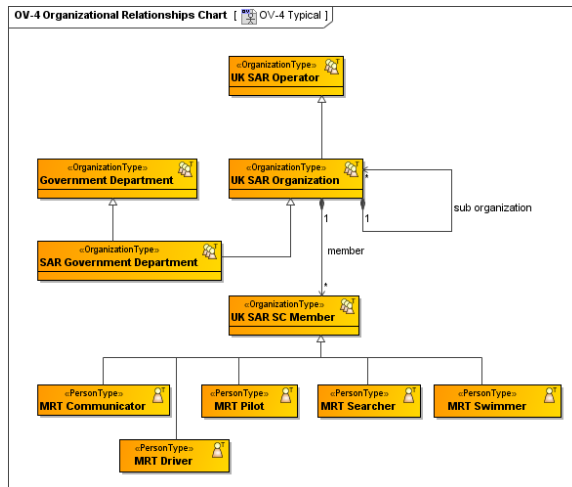 OV-4 Organizational Relationships Chart [ OV-4 Typical ]
«OrganizationType»
UK SAR Operator
«OrganizationType»
Government Department
«OrganizationType»
UK SAR Organization
*
1
1
sub organization
«OrganizationType»
SAR Government Department
member
*
«OrganizationType»
UK SAR SC Member
«PersonType»
MRT Communicator
«PersonType»
MRT Pilot
«PersonType»
MRT Searcher
«PersonType»
MRT Swimmer
«PersonType»
MRT Driver